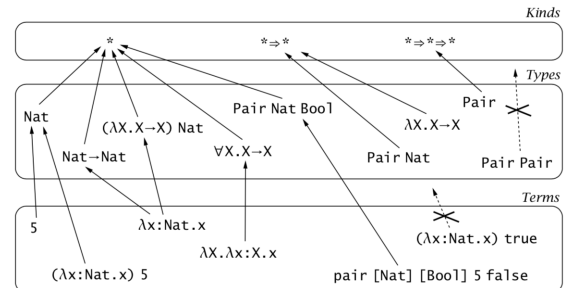 Kinds
* *⇒* *⇒*⇒*
Types
Nat (λX.X→X) Nat Pair Nat Bool λX.X→X Pair
Nat→Nat ∀X.X→X Pair Nat Pair Pair
Terms
5 λx:Nat.x (λx:Nat.x) true
λX.λx:X.x
(λx:Nat.x) 5 pair [Nat] [Bool] 5 false